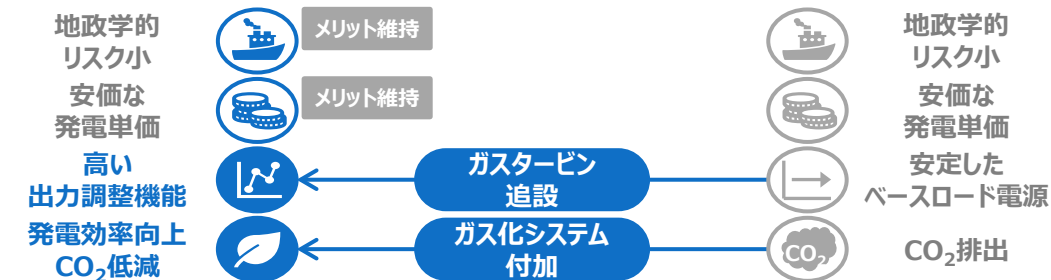 地政学的
リスク小
メリット維持
地政学的
リスク小
安価な
発電単価
メリット維持
安価な
発電単価
高い
出力調整機能
ガスタービン
追設
安定した
ベースロード電源
発電効率向上
CO₂低減
ガス化システム
付加
CO₂
CO₂排出